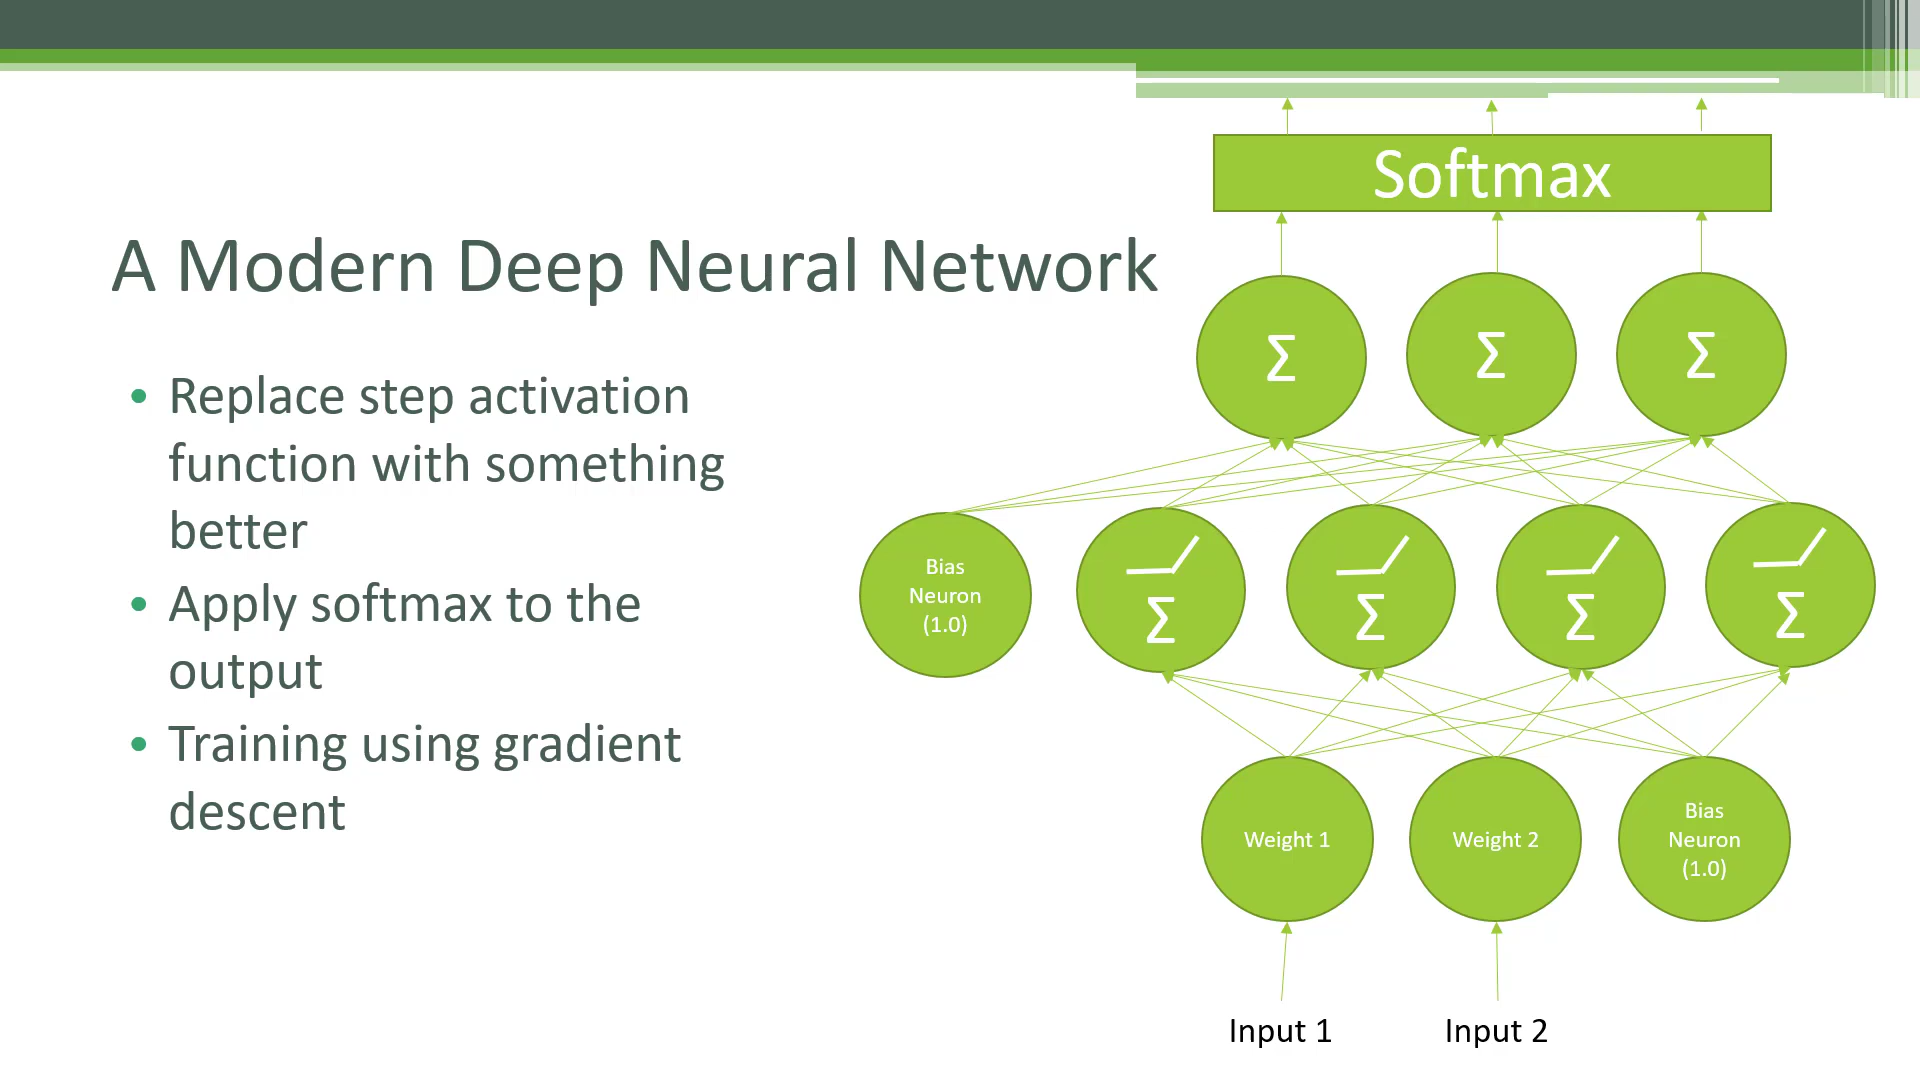 Softmax
A Modern Deep Neural Network
Σ Σ Σ
• Replace step activation
function with something
better
• Apply softmax to the
output
• Training using gradient
descent
Bias
Neuron
(1.0)
Σ Σ Σ Σ
Weight 1
Weight 2
Bias
Neuron
(1.0)
Input 1
Input 2